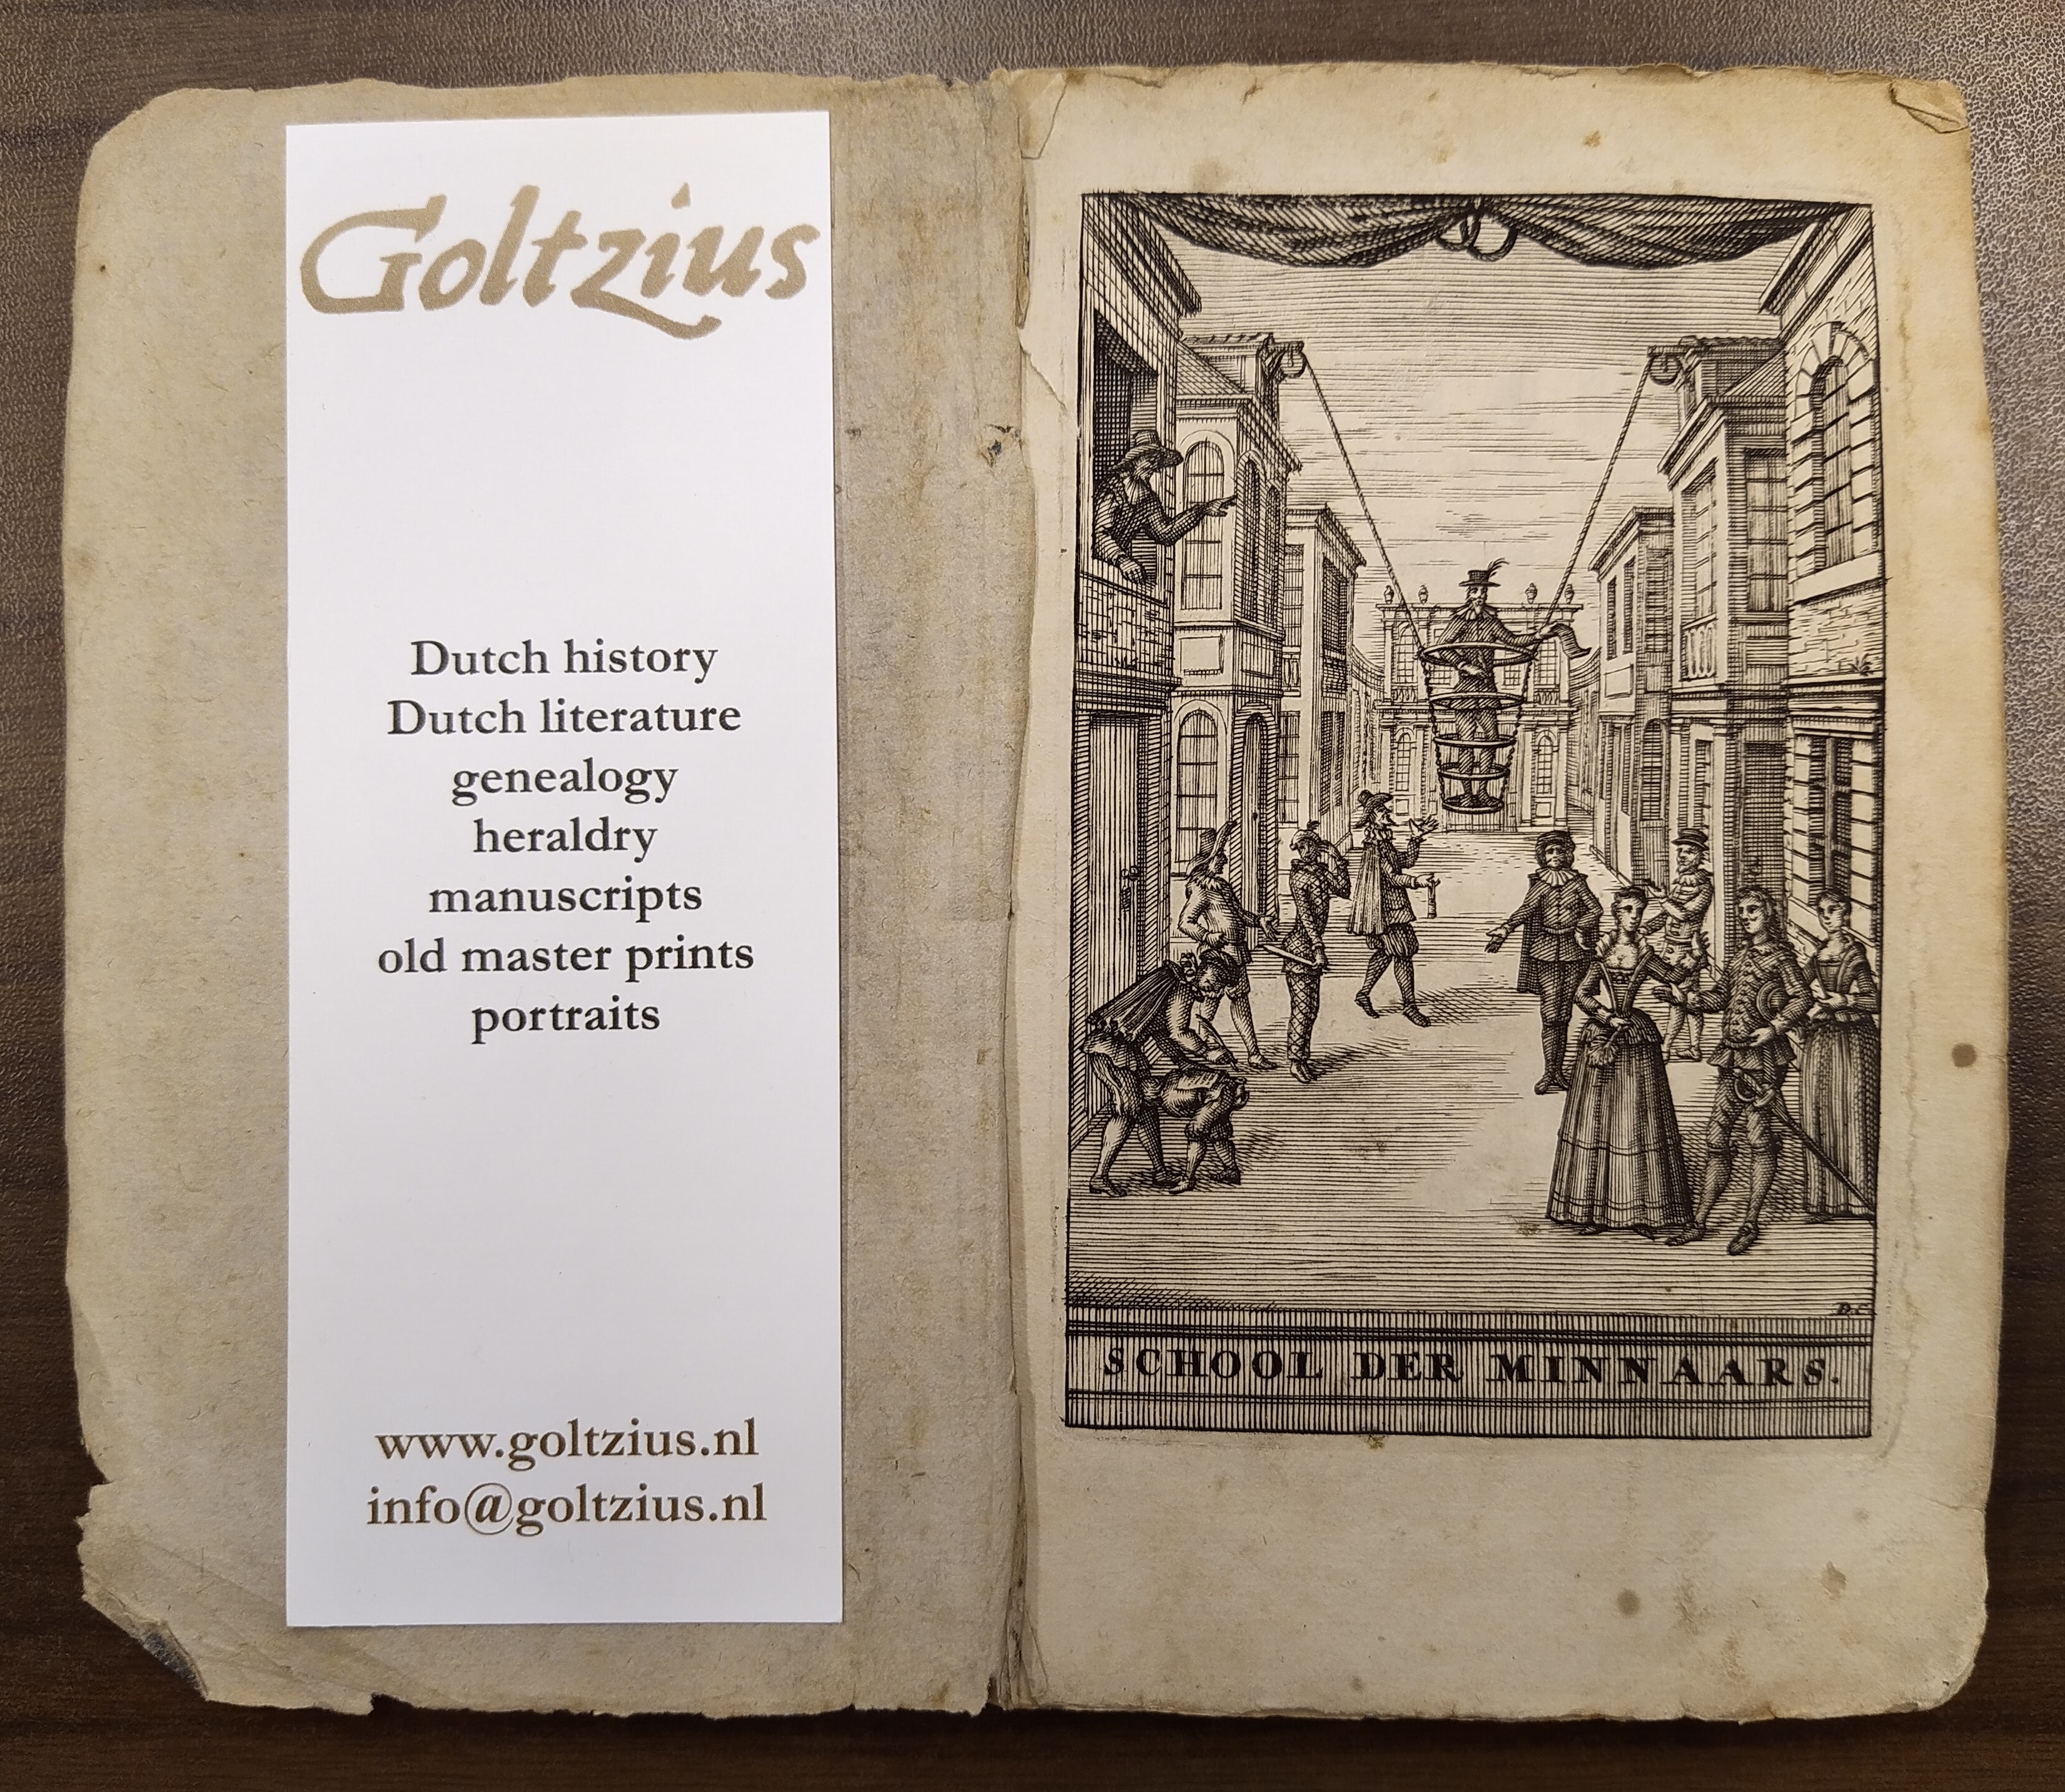 Goltzius
Dutch history
Dutch literature
genealogy
heraldry
manuscripts
old master prints
portraits
www.goltzius.nl
info@goltzius.nl
SCHOOL DER MINNAARS.